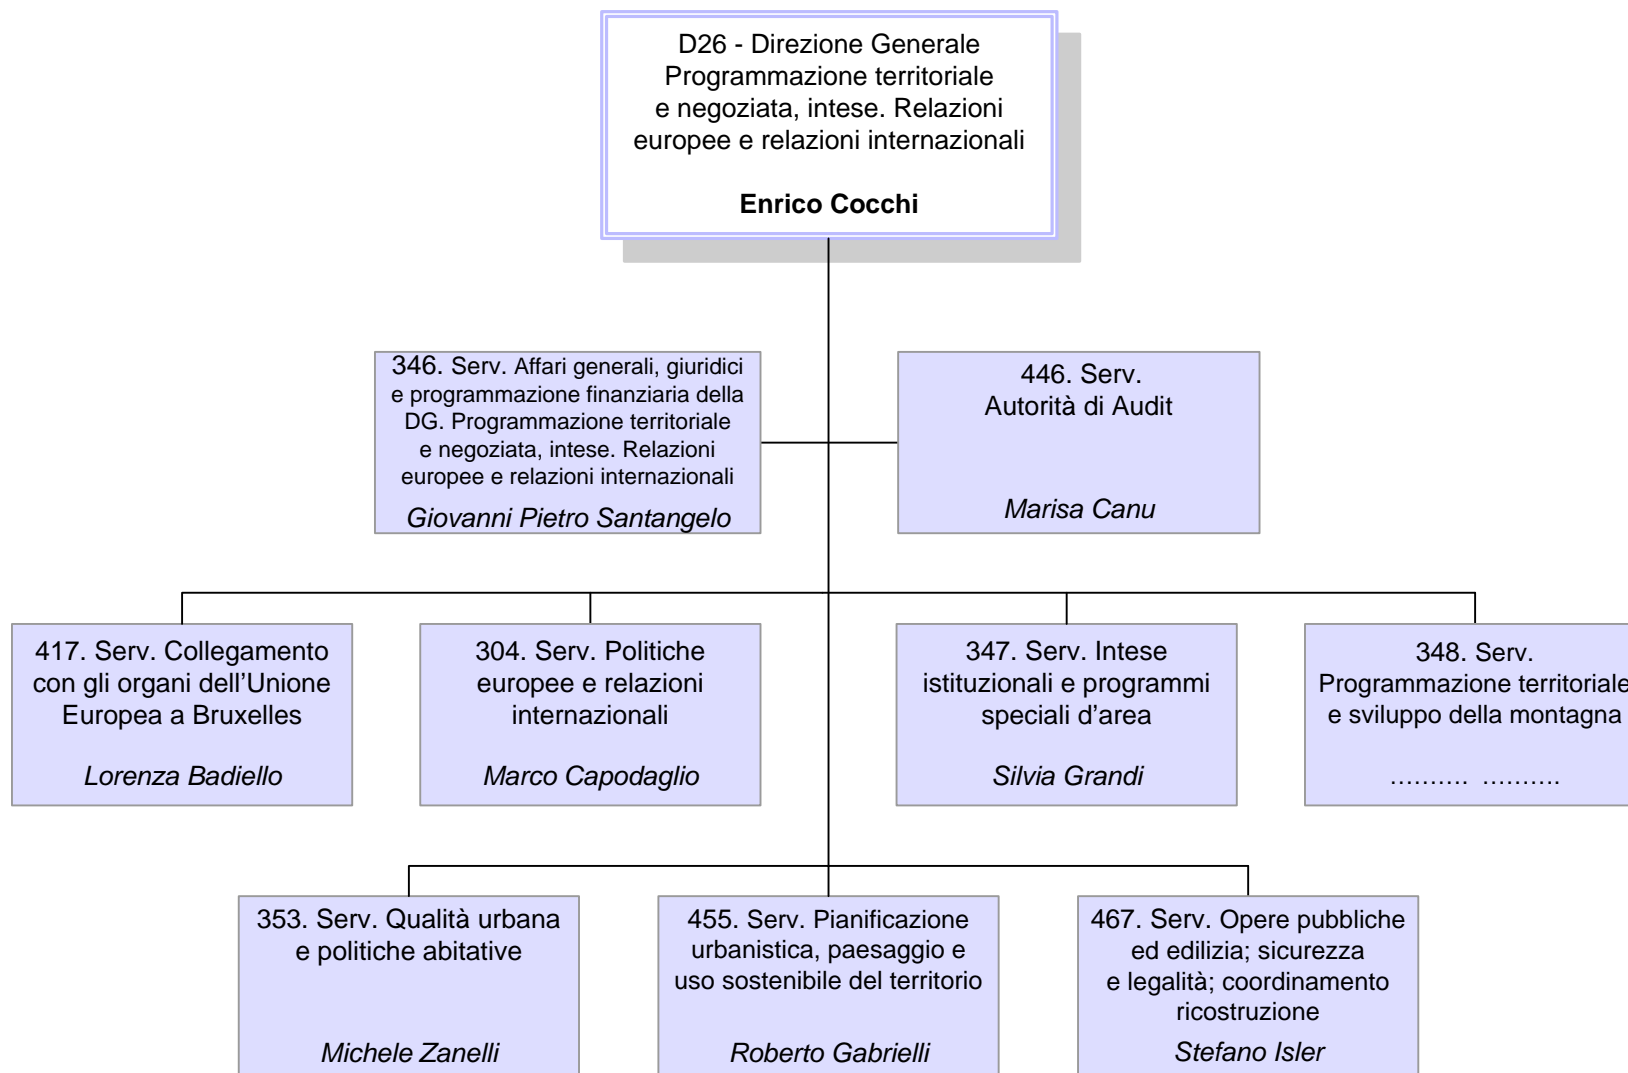 D26 - Direzione Generale
Programmazione territoriale
e negoziata, intese. Relazioni
europee e relazioni internazionali
Enrico Cocchi
346. Serv. Affari generali, giuridici
e programmazione finanziaria della
DG. Programmazione territoriale
e negoziata, intese. Relazioni
europee e relazioni internazionali
Giovanni Pietro Santangelo
446. Serv.
Autorità di Audit
Marisa Canu
417. Serv. Collegamento
con gli organi dell’Unione
Europea a Bruxelles
Lorenza Badiello
304. Serv. Politiche
europee e relazioni
internazionali
Marco Capodaglio
347. Serv. Intese
istituzionali e programmi
speciali d’area
Silvia Grandi
348. Serv.
Programmazione territoriale
e sviluppo della montagna
………. ……….
353. Serv. Qualità urbana
e politiche abitative
Michele Zanelli
455. Serv. Pianificazione
urbanistica, paesaggio e
uso sostenibile del territorio
Roberto Gabrielli
467. Serv. Opere pubbliche
ed edilizia; sicurezza
e legalità; coordinamento
ricostruzione
Stefano Isler